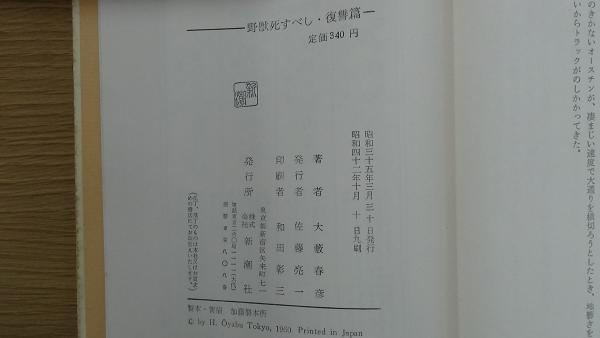 野獣死すべし・復讐篇
定価340円
昭和三十五年三月三十日発行
昭和四十二年十月十日九刷
著者 大藪春彦
発行者 佐藤亮一
印刷者 和田彰三
発行所 株式会社 新潮社
東京都新宿区矢来町七一
製本・新宿 加藤製本所
© by H. Ōyabu Tokyo, 1960 Printed in Japan
のきかないオースチンが、凄まじい速度で大通りを横切ろうとしたとき、地響きを
いからトラックがのしかかってきた。